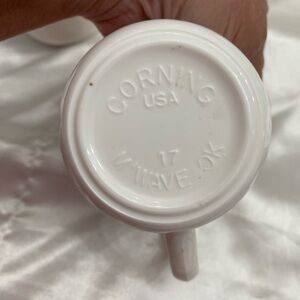 CORNING
USA
17
M/WAVE OK